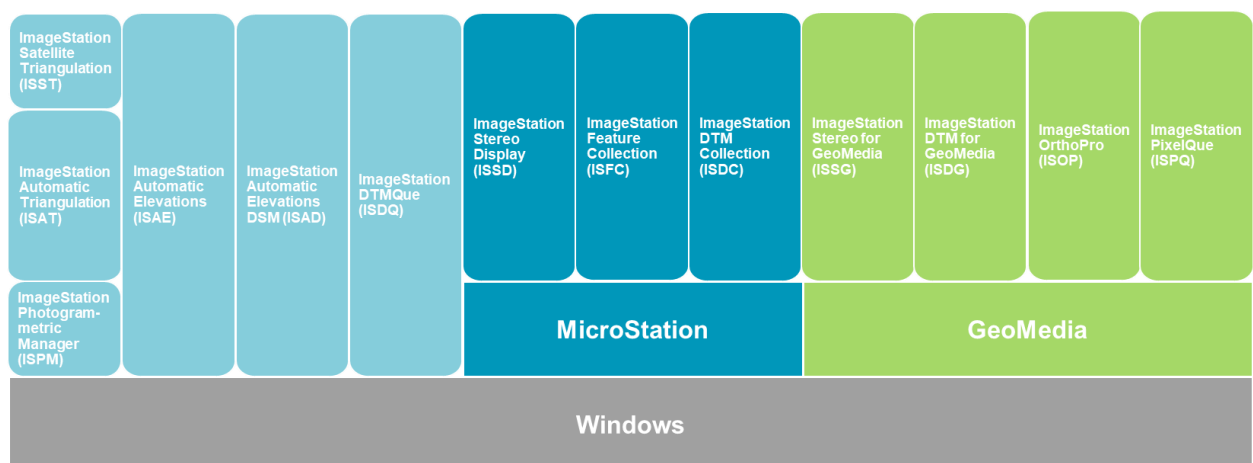 ImageStation
Satellite
Triangulation
(ISST)
ImageStation
Automatic
Triangulation
(ISAT)
ImageStation
Photogram-
metric
Manager
(ISPM)
ImageStation
Automatic
Elevations
(ISAE)
ImageStation
Automatic
Elevations
DSM (ISAD)
ImageStation
DTMQue
(ISDQ)
ImageStation
Stereo
Display
(ISSD)
ImageStation
Feature
Collection
(ISFC)
ImageStation
DTM
Collection
(ISDC)
ImageStation
Stereo for
GeoMedia
(ISSG)
ImageStation
DTM for
GeoMedia
(ISDG)
ImageStation
OrthoPro
(ISOP)
ImageStation
PixelQue
(ISPQ)
MicroStation
GeoMedia
Windows